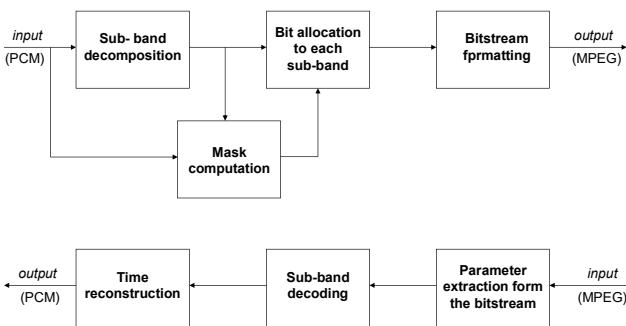 input
(PCM)
Sub- band
decomposition
Bit allocation
to each
sub-band
Bitstream
fprmatting
output
(MPEG)
Mask
computation
output
(PCM)
Time
reconstruction
Sub-band
decoding
Parameter
extraction form
the bitstream
input
(MPEG)